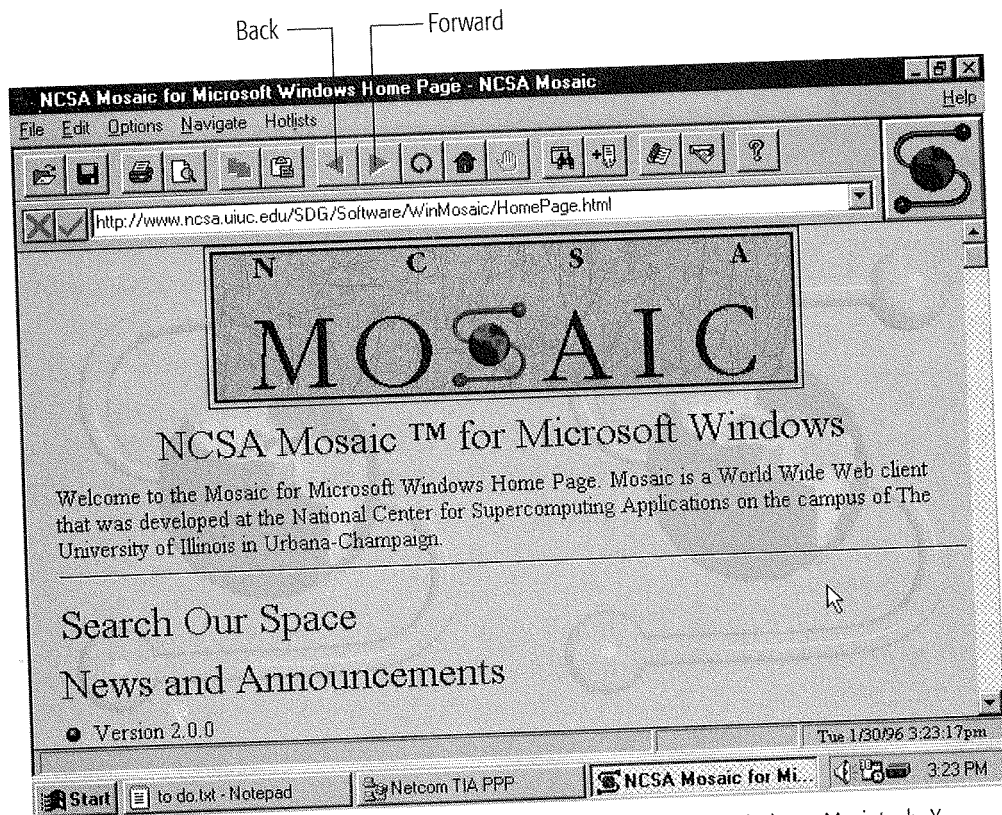 Back Forward
NCSA Mosaic for Microsoft Windows Home Page - NCSA Mosaic
File Edit Options Navigate Hotlists Help
http://www.ncsa.uiuc.edu/SDG/Software/WinMosaic/HomePage.html
N C S A
MOSAIC
NCSA Mosaic ™ for Microsoft Windows
Welcome to the Mosaic for Microsoft Windows Home Page. Mosaic is a World Wide Web client
that was developed at the National Center for Supercomputing Applications on the campus of The
University of Illinois in Urbana-Champaign.
Search Our Space
News and Announcements
Version 2.0.0
Tue 1/30/96 3:23:17pm
Start to do.txt - Notepad Netcom TIA PPP NCSA Mosaic for Mi... 3:23 PM